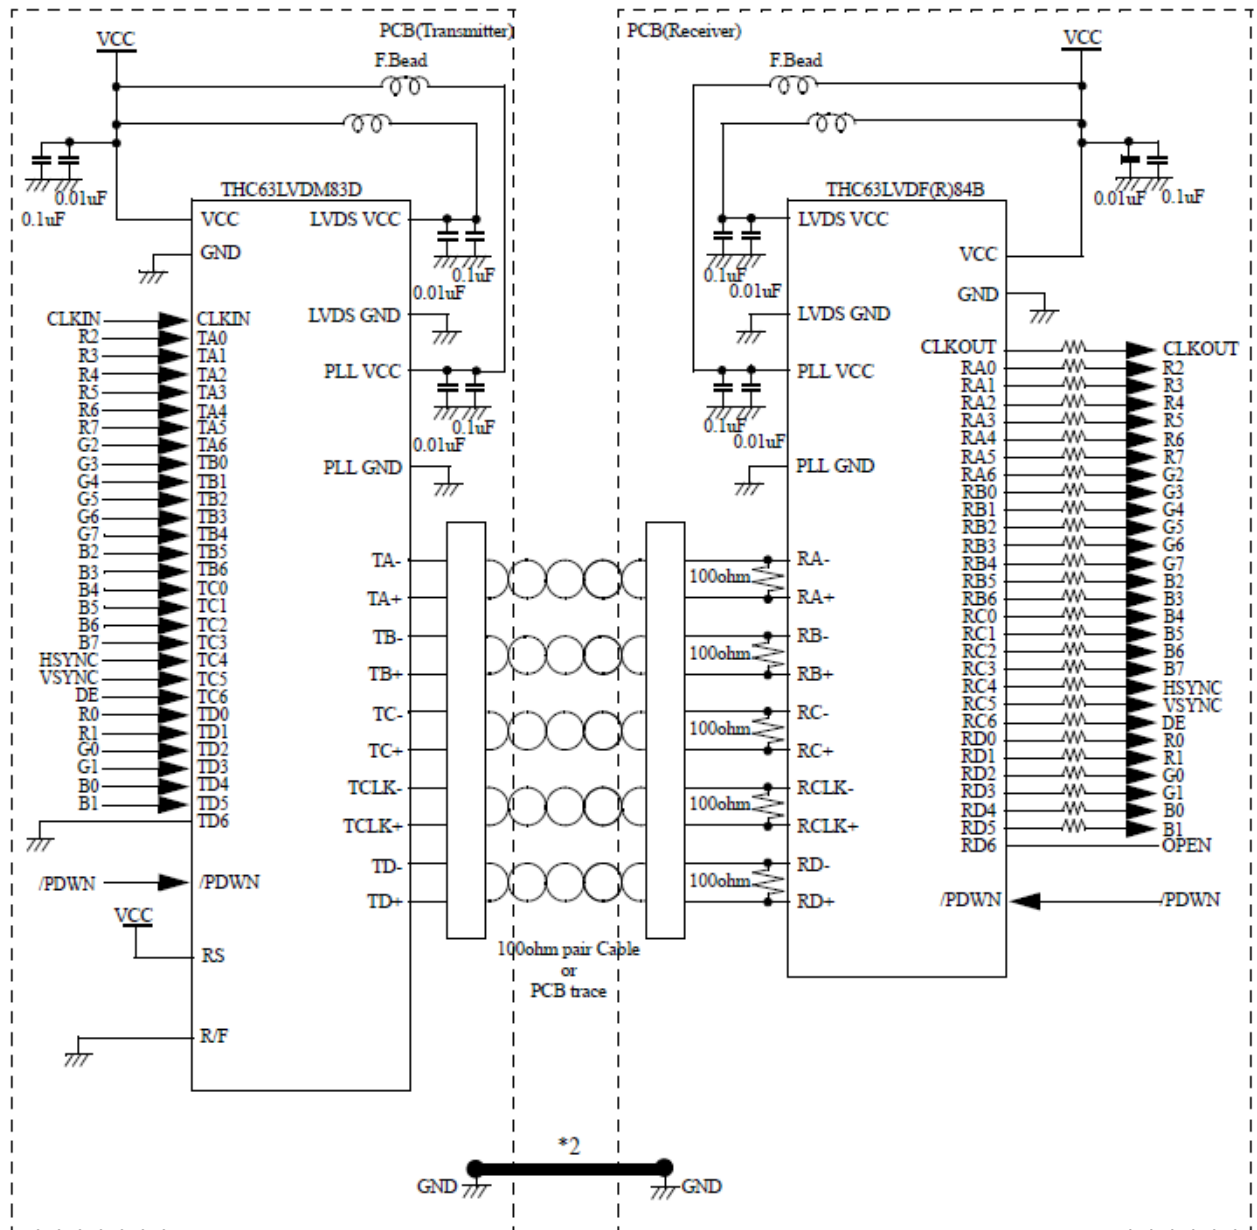 PCB(Transmitter)
VCC
F.Bead
0.01uF
0.1uF
THC63LVDM83D
VCC
LVDS VCC
GND
0.1uF
0.01uF
LVDS GND
PLL VCC
0.1uF
0.01uF
PLL GND
CLKIN CLKIN
R2 TA0
R3 TA1
R4 TA2
R5 TA3
R6 TA4
R7 TA5
G2 TA6
G3 TB0
G4 TB1
G5 TB2
G6 TB3
G7 TB4
B2 TB5
B3 TB6
B4 TC0
B5 TC1
B6 TC2
B7 TC3
HSYNC TC4
VSYNC TC5
DE TC6
R0 TD0
R1 TD1
G0 TD2
G1 TD3
B0 TD4
B1 TD5
TD6
/PDWN /PDWN
VCC
RS
R/F
TA-
TA+
TB-
TB+
TC-
TC+
TCLK-
TCLK+
TD-
TD+
100ohm pair Cable
or
PCB trace
PCB(Receiver)
VCC
F.Bead
0.01uF
0.1uF
THC63LVDF(R)84B
LVDS VCC
VCC
0.1uF
0.01uF
GND
LVDS GND
PLL VCC
0.1uF
0.01uF
PLL GND
RA-
100ohm
RA+
RB-
100ohm
RB+
RC-
100ohm
RC+
RCLK-
100ohm
RCLK+
RD-
100ohm
RD+
CLKOUT CLKOUT
RA0 R2
RA1 R3
RA2 R4
RA3 R5
RA4 R6
RA5 R7
RA6 G2
RB0 G3
RB1 G4
RB2 G5
RB3 G6
RB4 G7
RB5 B2
RB6 B3
RC0 B4
RC1 B5
RC2 B6
RC3 B7
RC4 HSYNC
RC5 VSYNC
RC6 DE
RD0 R0
RD1 R1
RD2 G0
RD3 G1
RD4 B0
RD5 B1
RD6 OPEN
/PDWN /PDWN
*2
GND GND